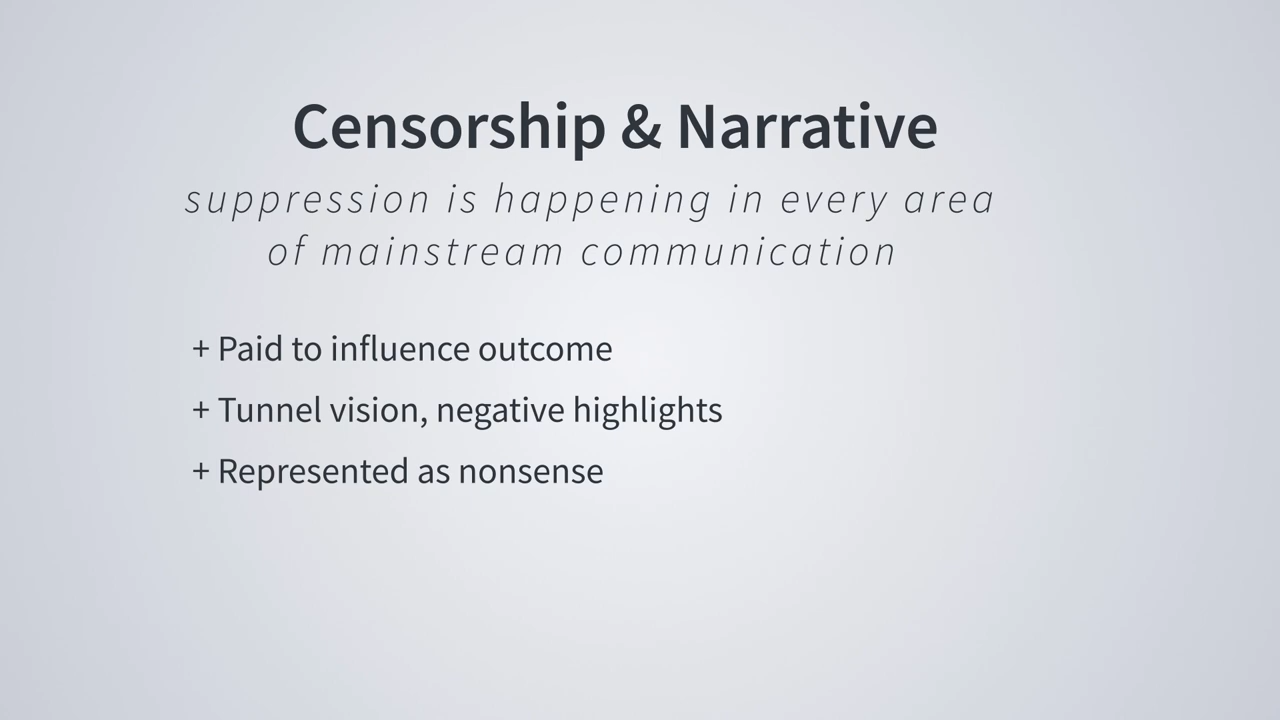 Censorship & Narrative
suppression is happening in every area
of mainstream communication
+ Paid to influence outcome
+ Tunnel vision, negative highlights
+ Represented as nonsense